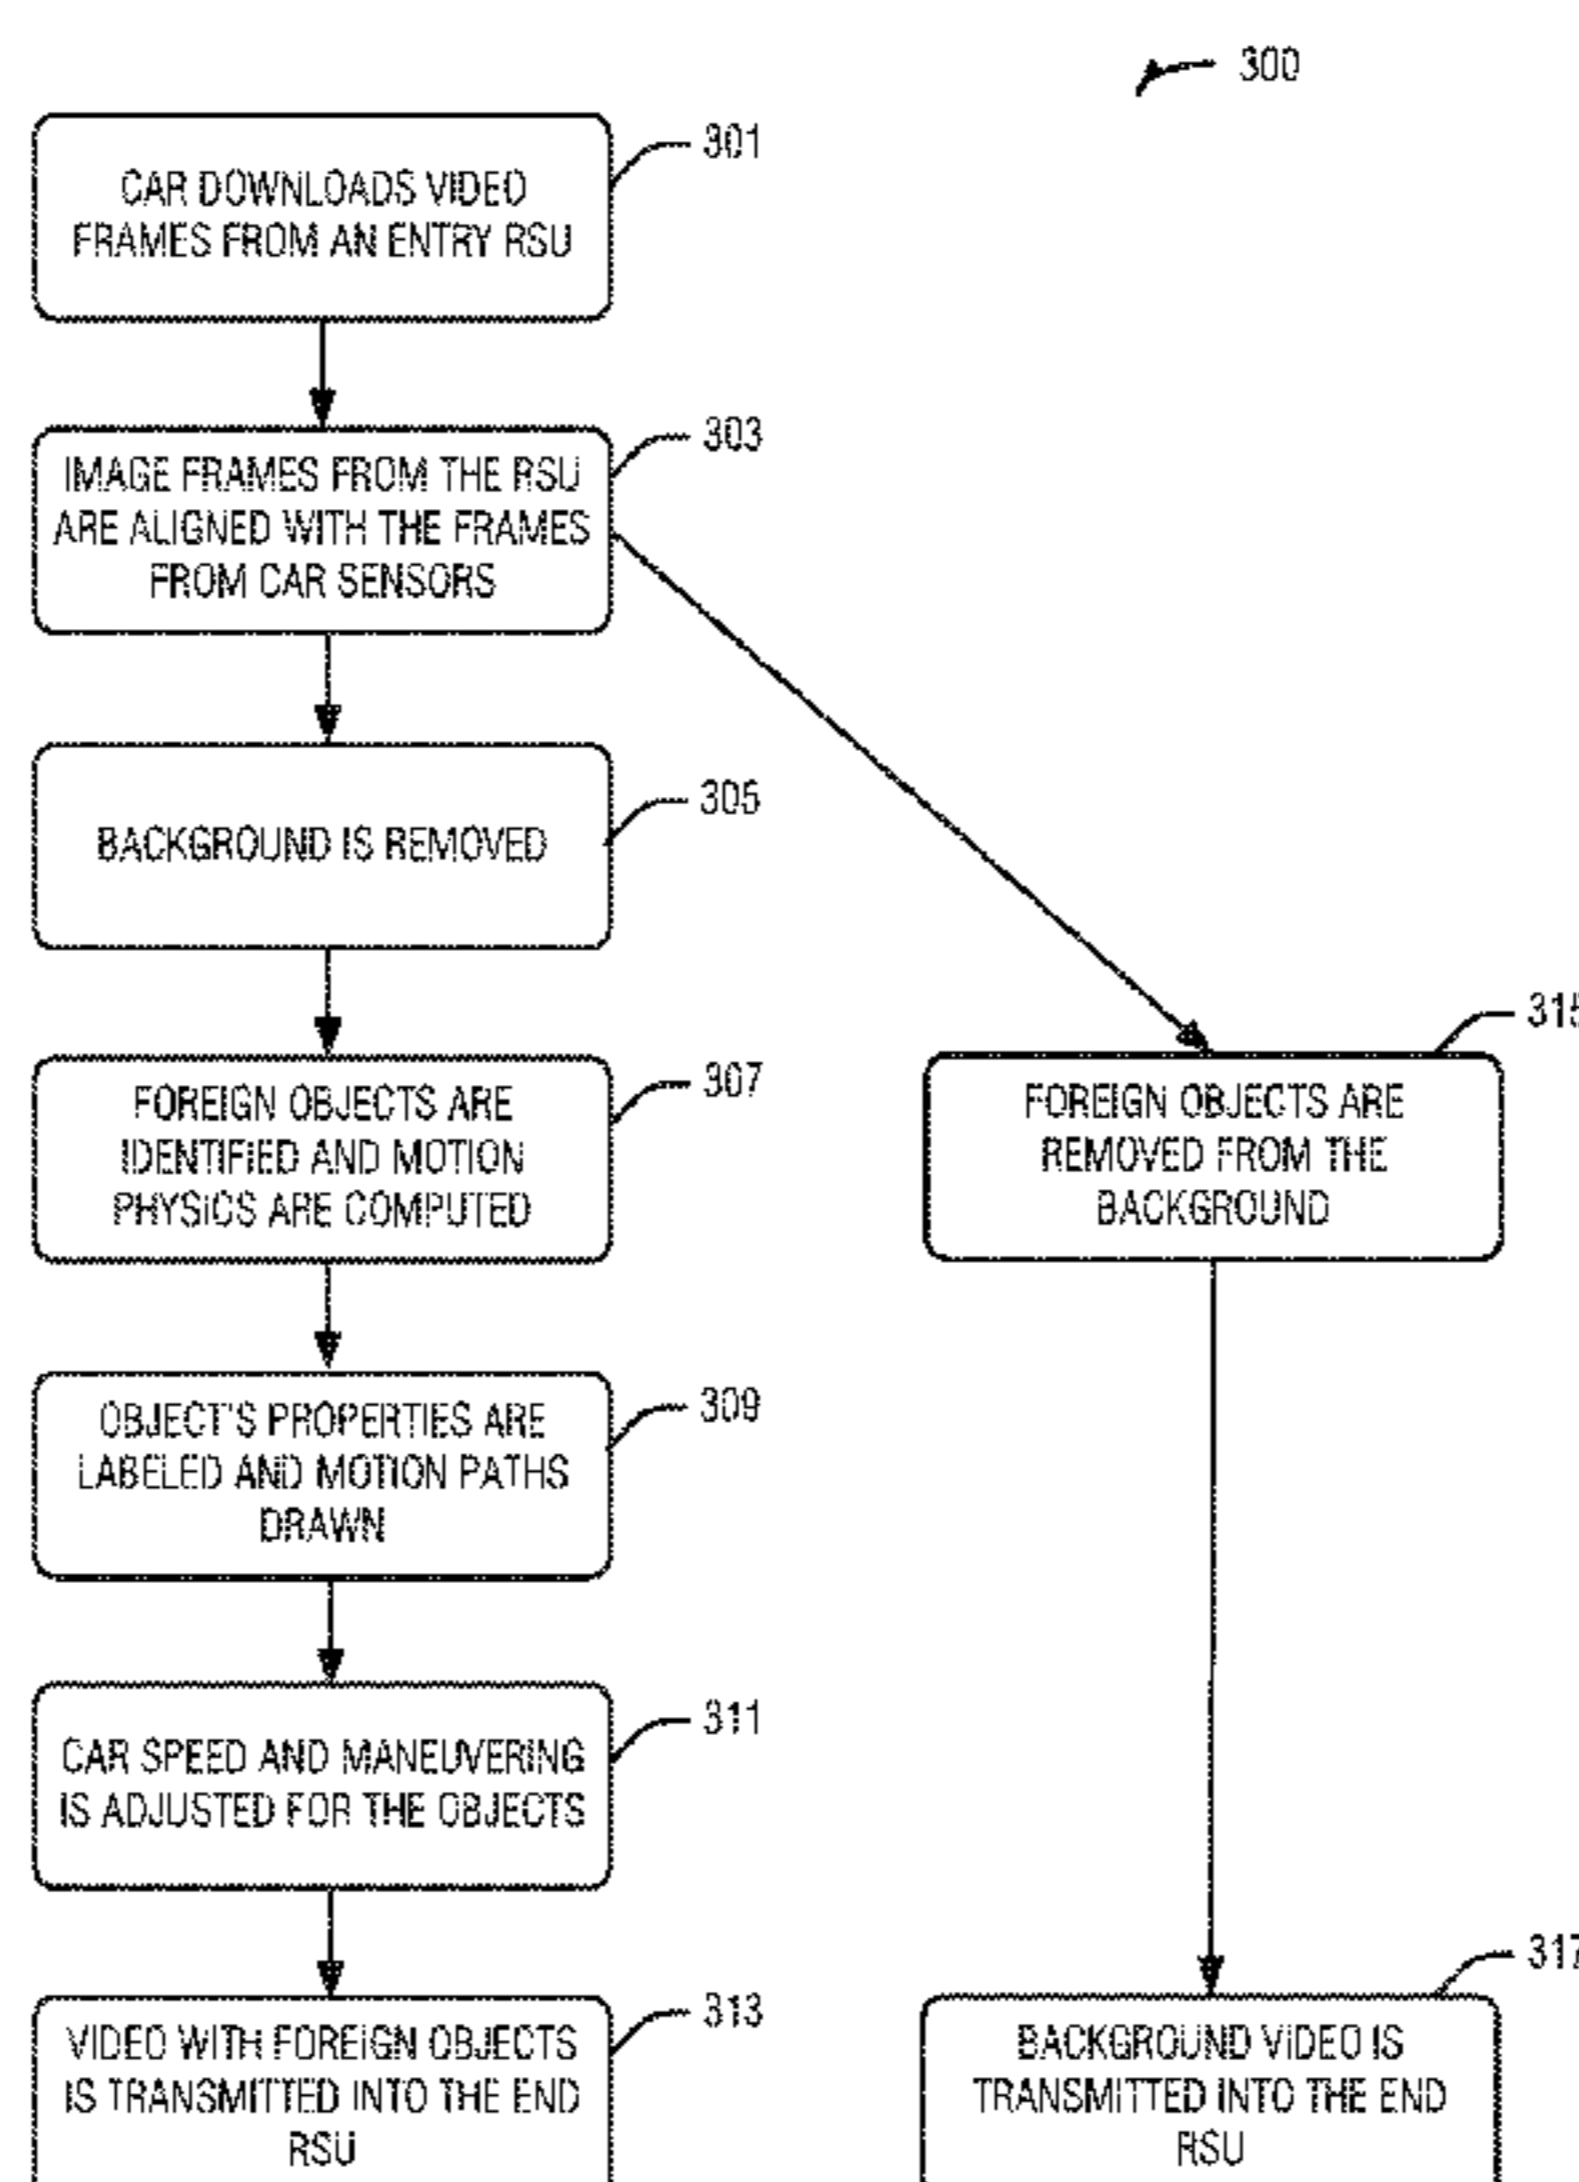 300
301
CAR DOWNLOADS VIDEO
FRAMES FROM AN ENTRY RSU
303
IMAGE FRAMES FROM THE RSU
ARE ALIGNED WITH THE FRAMES
FROM CAR SENSORS
305
BACKGROUND IS REMOVED
307
FOREIGN OBJECTS ARE
IDENTIFIED AND MOTION
PHYSICS ARE COMPUTED
315
FOREIGN OBJECTS ARE
REMOVED FROM THE
BACKGROUND
309
OBJECT'S PROPERTIES ARE
LABELED AND MOTION PATHS
DRAWN
311
CAR SPEED AND MANEUVERING
IS ADJUSTED FOR THE OBJECTS
313
VIDEO WITH FOREIGN OBJECTS
IS TRANSMITTED INTO THE END
RSU
317
BACKGROUND VIDEO IS
TRANSMITTED INTO THE END
RSU